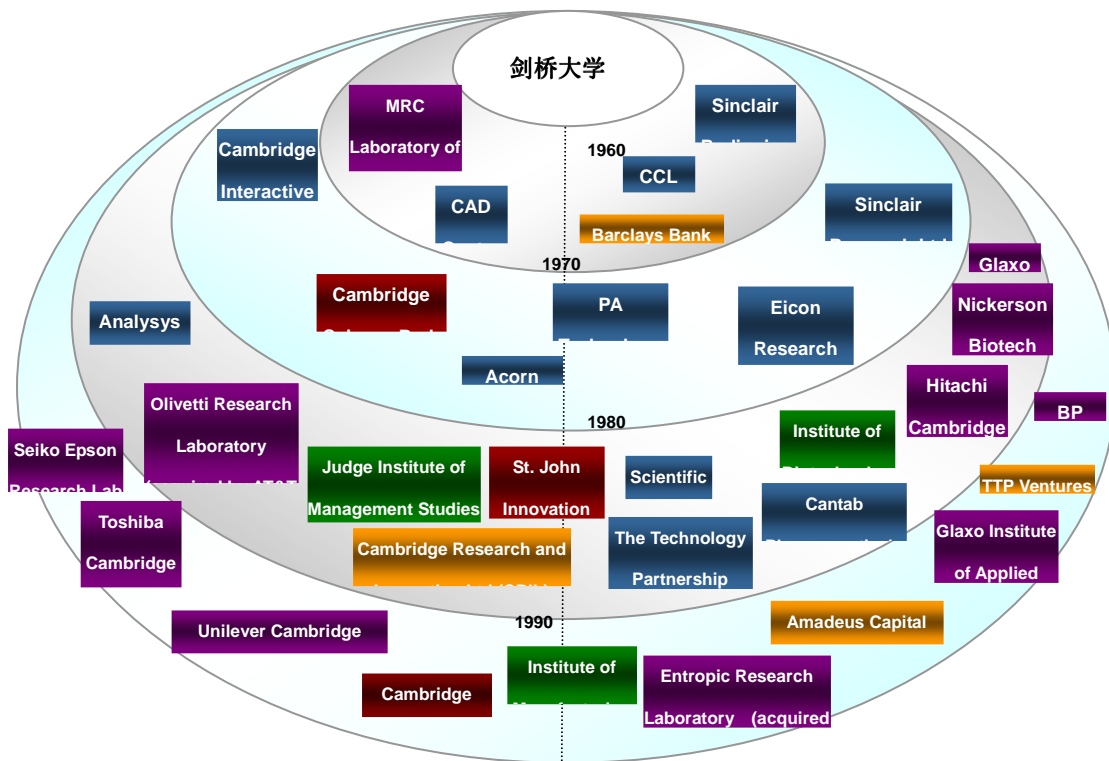 剑桥大学
MRC
Laboratory of
Sinclair
1960
Cambridge
Interactive
CCL
CAD
Sinclair
Barclays Bank
Glaxo
1970
Cambridge
PA
Eicon
Research
Nickerson
Biotech
Analysys
Acorn
Hitachi
Cambridge
BP
Olivetti Research
Laboratory
1980
Institute of
Seiko Epson
Research Lab
Judge Institute of
Management Studies
St. John
Innovation
Scientific
TTP Ventures
Cantab
Toshiba
Cambridge
Cambridge Research and
The Technology
Partnership
Glaxo Institute
of Applied
1990
Amadeus Capital
Unilever Cambridge
Institute of
Cambridge
Entropic Research
Laboratory (acquired